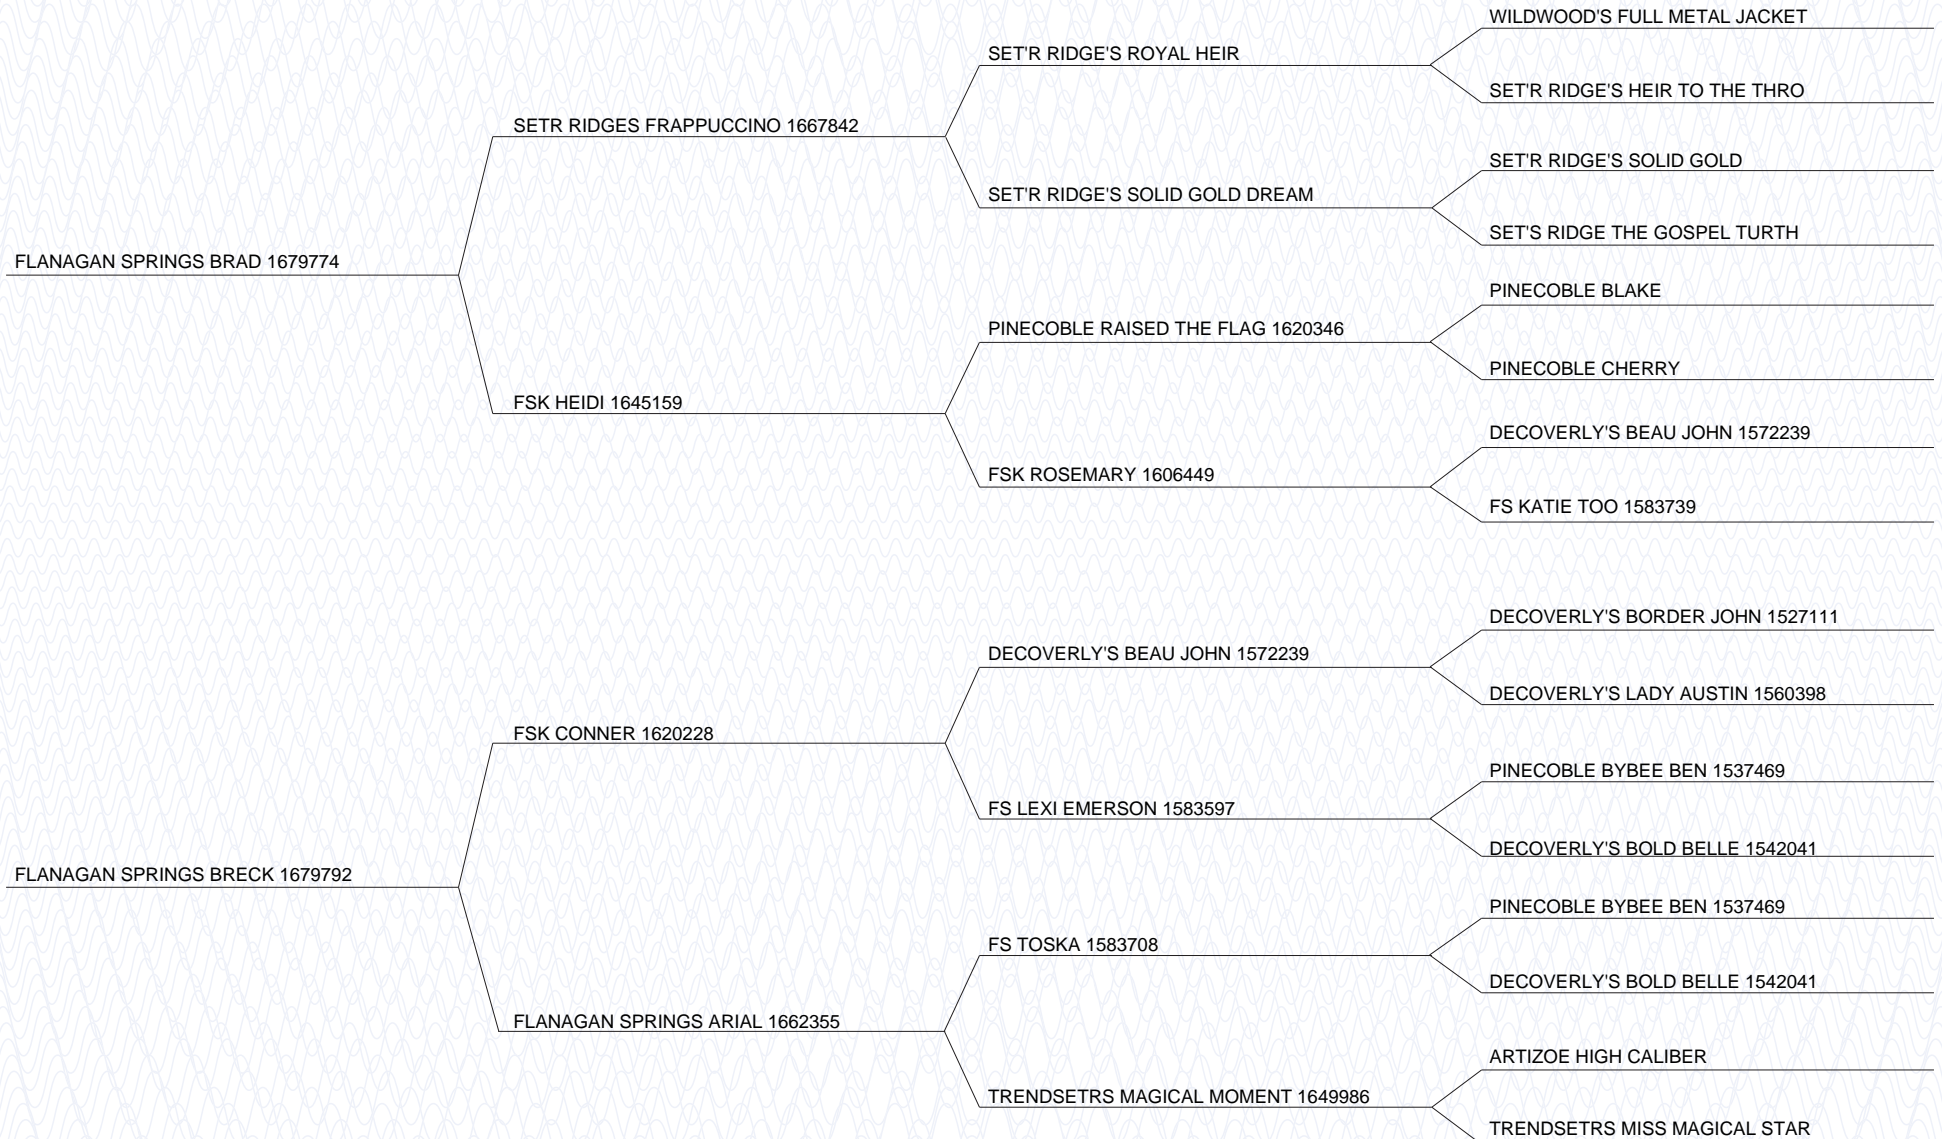 WILDWOOD'S FULL METAL JACKET
SET'R RIDGE'S ROYAL HEIR
SET'R RIDGE'S HEIR TO THE THRO
SETR RIDGES FRAPPUCCINO 1667842
SET'R RIDGE'S SOLID GOLD
SET'R RIDGE'S SOLID GOLD DREAM
SET'S RIDGE THE GOSPEL TURTH
FLANAGAN SPRINGS BRAD 1679774
PINECOBLE BLAKE
PINECOBLE RAISED THE FLAG 1620346
PINECOBLE CHERRY
FSK HEIDI 1645159
DECOVERLY'S BEAU JOHN 1572239
FSK ROSEMARY 1606449
FS KATIE TOO 1583739
DECOVERLY'S BORDER JOHN 1527111
DECOVERLY'S BEAU JOHN 1572239
DECOVERLY'S LADY AUSTIN 1560398
FSK CONNER 1620228
PINECOBLE BYBEE BEN 1537469
FS LEXI EMERSON 1583597
DECOVERLY'S BOLD BELLE 1542041
FLANAGAN SPRINGS BRECK 1679792
PINECOBLE BYBEE BEN 1537469
FS TOSKA 1583708
DECOVERLY'S BOLD BELLE 1542041
FLANAGAN SPRINGS ARIAL 1662355
ARTIZOE HIGH CALIBER
TRENDSETRS MAGICAL MOMENT 1649986
TRENDSETRS MISS MAGICAL STAR